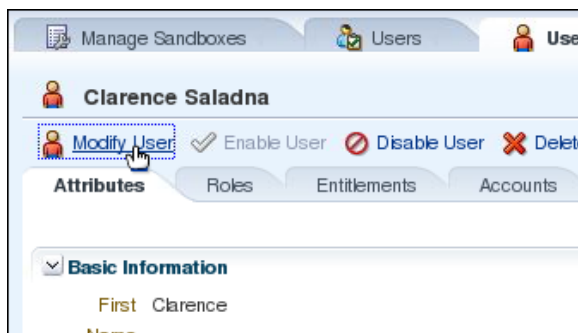 Manage Sandboxes Users Use
Clarence Saladna
Modify User Enable User Disable User Delet
Attributes Roles Entitlements Accounts
Basic Information
First Clarence
Name